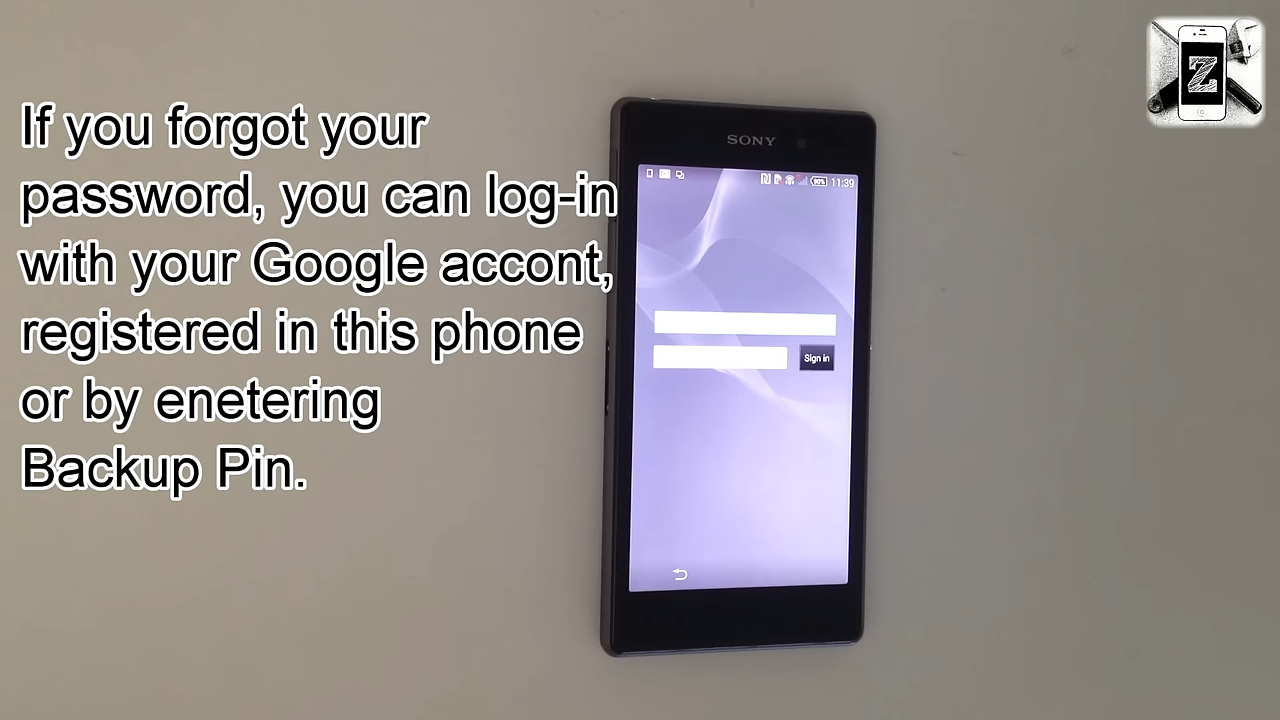 If you forgot your
password, you can log-in
with your Google accont,
registered in this phone
or by enetering
Backup Pin.
SONY
90%
11:39
Sign in
Z